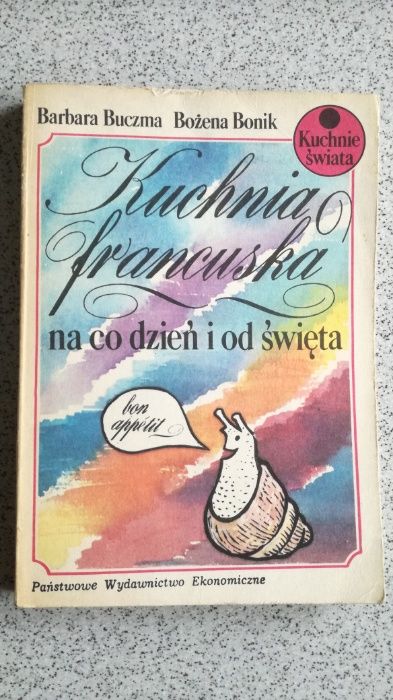 Barbara Buczma Bożena Bonik
Kuchnie
świata
Kuchnia
francuska
na co dzień i od święta
bon
appétit
Państwowe Wydawnictwo Ekonomiczne